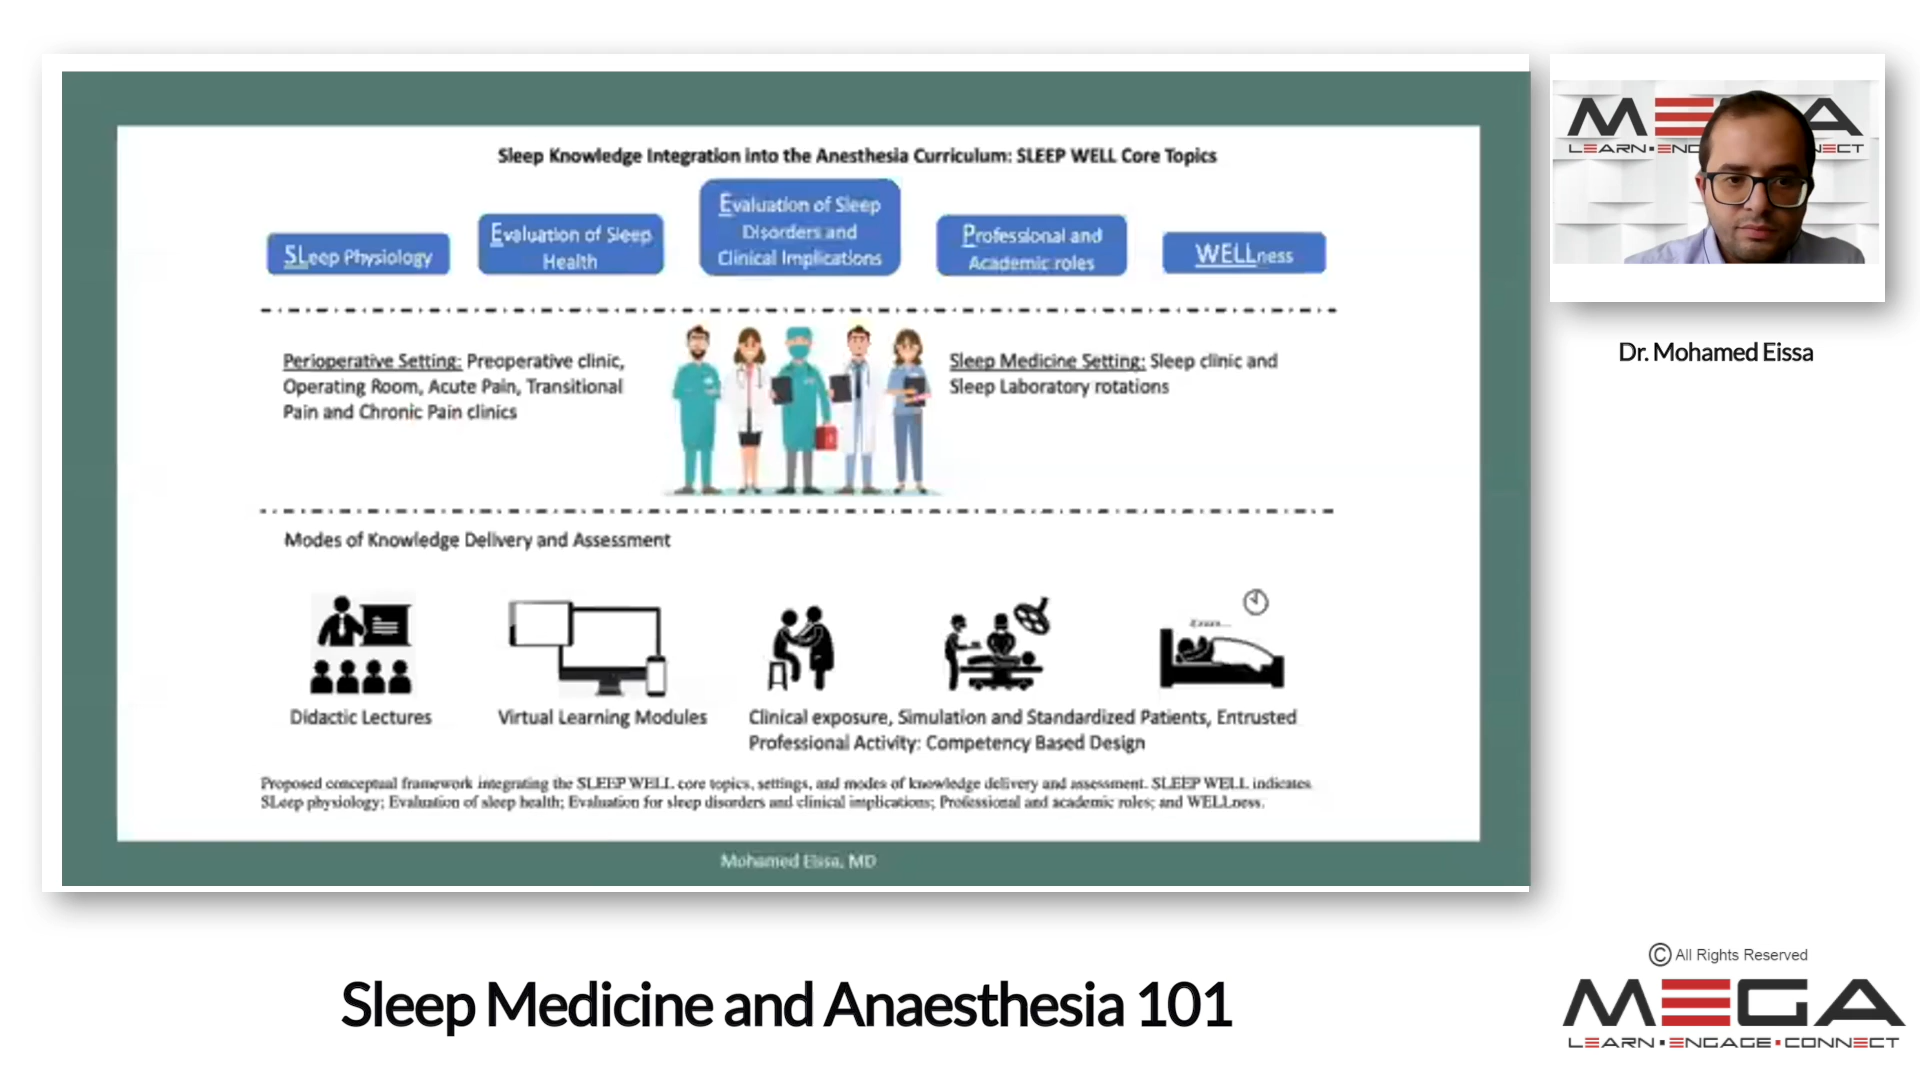 Sleep Knowledge Integration into the Anesthesia Curriculum: SLEEP WELL Core Topics
SLeep Physiology
Evaluation of Sleep
Health
Evaluation of Sleep
Disorders and
Clinical Implications
Professional and
Academic roles
WELLness
Perioperative Setting: Preoperative clinic,
Operating Room, Acute Pain, Transitional
Pain and Chronic Pain clinics
Sleep Medicine Setting: Sleep clinic and
Sleep Laboratory rotations
Modes of Knowledge Delivery and Assessment
Didactic Lectures
Virtual Learning Modules
Clinical exposure, Simulation and Standardized Patients, Entrusted
Professional Activity: Competency Based Design
Proposed conceptual framework integrating the SLEEP WELL core topics, settings, and modes of knowledge delivery and assessment. SLEEP WELL indicates
SLeep physiology; Evaluation of sleep health; Evaluation for sleep disorders and clinical implications; Professional and academic roles; and WELLness.
Mohamed Eissa, MD
Dr. Mohamed Eissa
Sleep Medicine and Anaesthesia 101
© All Rights Reserved
MEGA
LEARN▪ENGAGE▪CONNECT